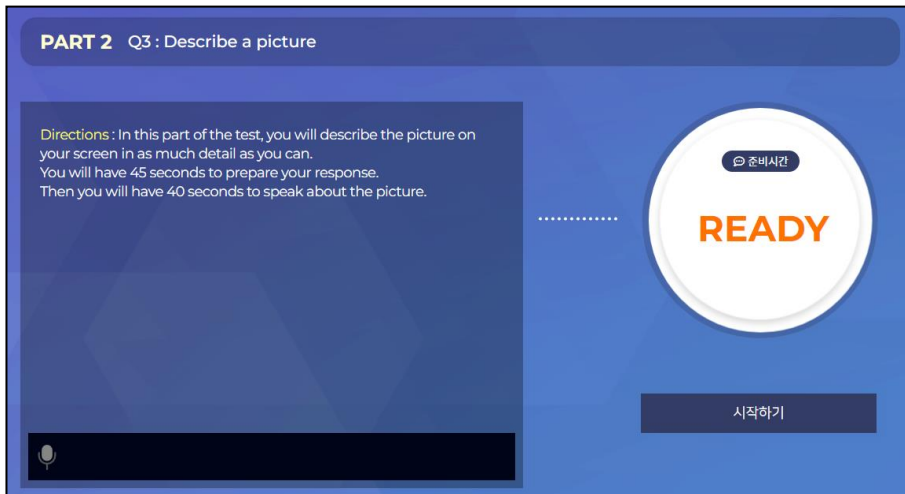 PART 2 Q3 : Describe a picture
Directions : In this part of the test, you will describe the picture on
your screen in as much detail as you can.
You will have 45 seconds to prepare your response.
Then you will have 40 seconds to speak about the picture.
준비시간
READY
시작하기